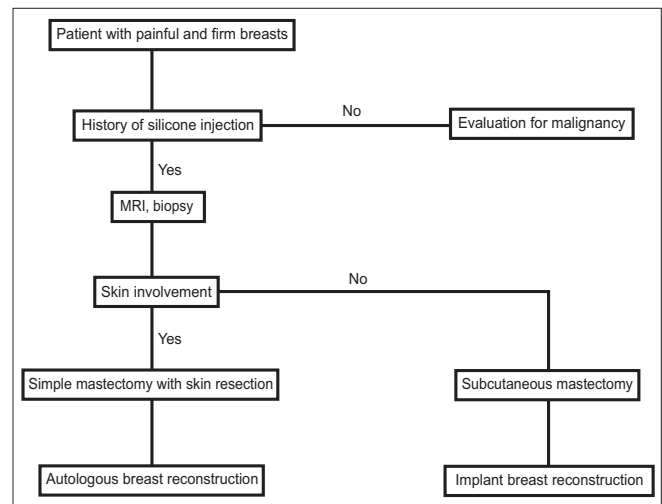 Patient with painful and firm breasts
No
History of silicone injection
Evaluation for malignancy
Yes
MRI, biopsy
No
Skin involvement
Yes
Simple mastectomy with skin resection
Subcutaneous mastectomy
Autologous breast reconstruction
Implant breast reconstruction